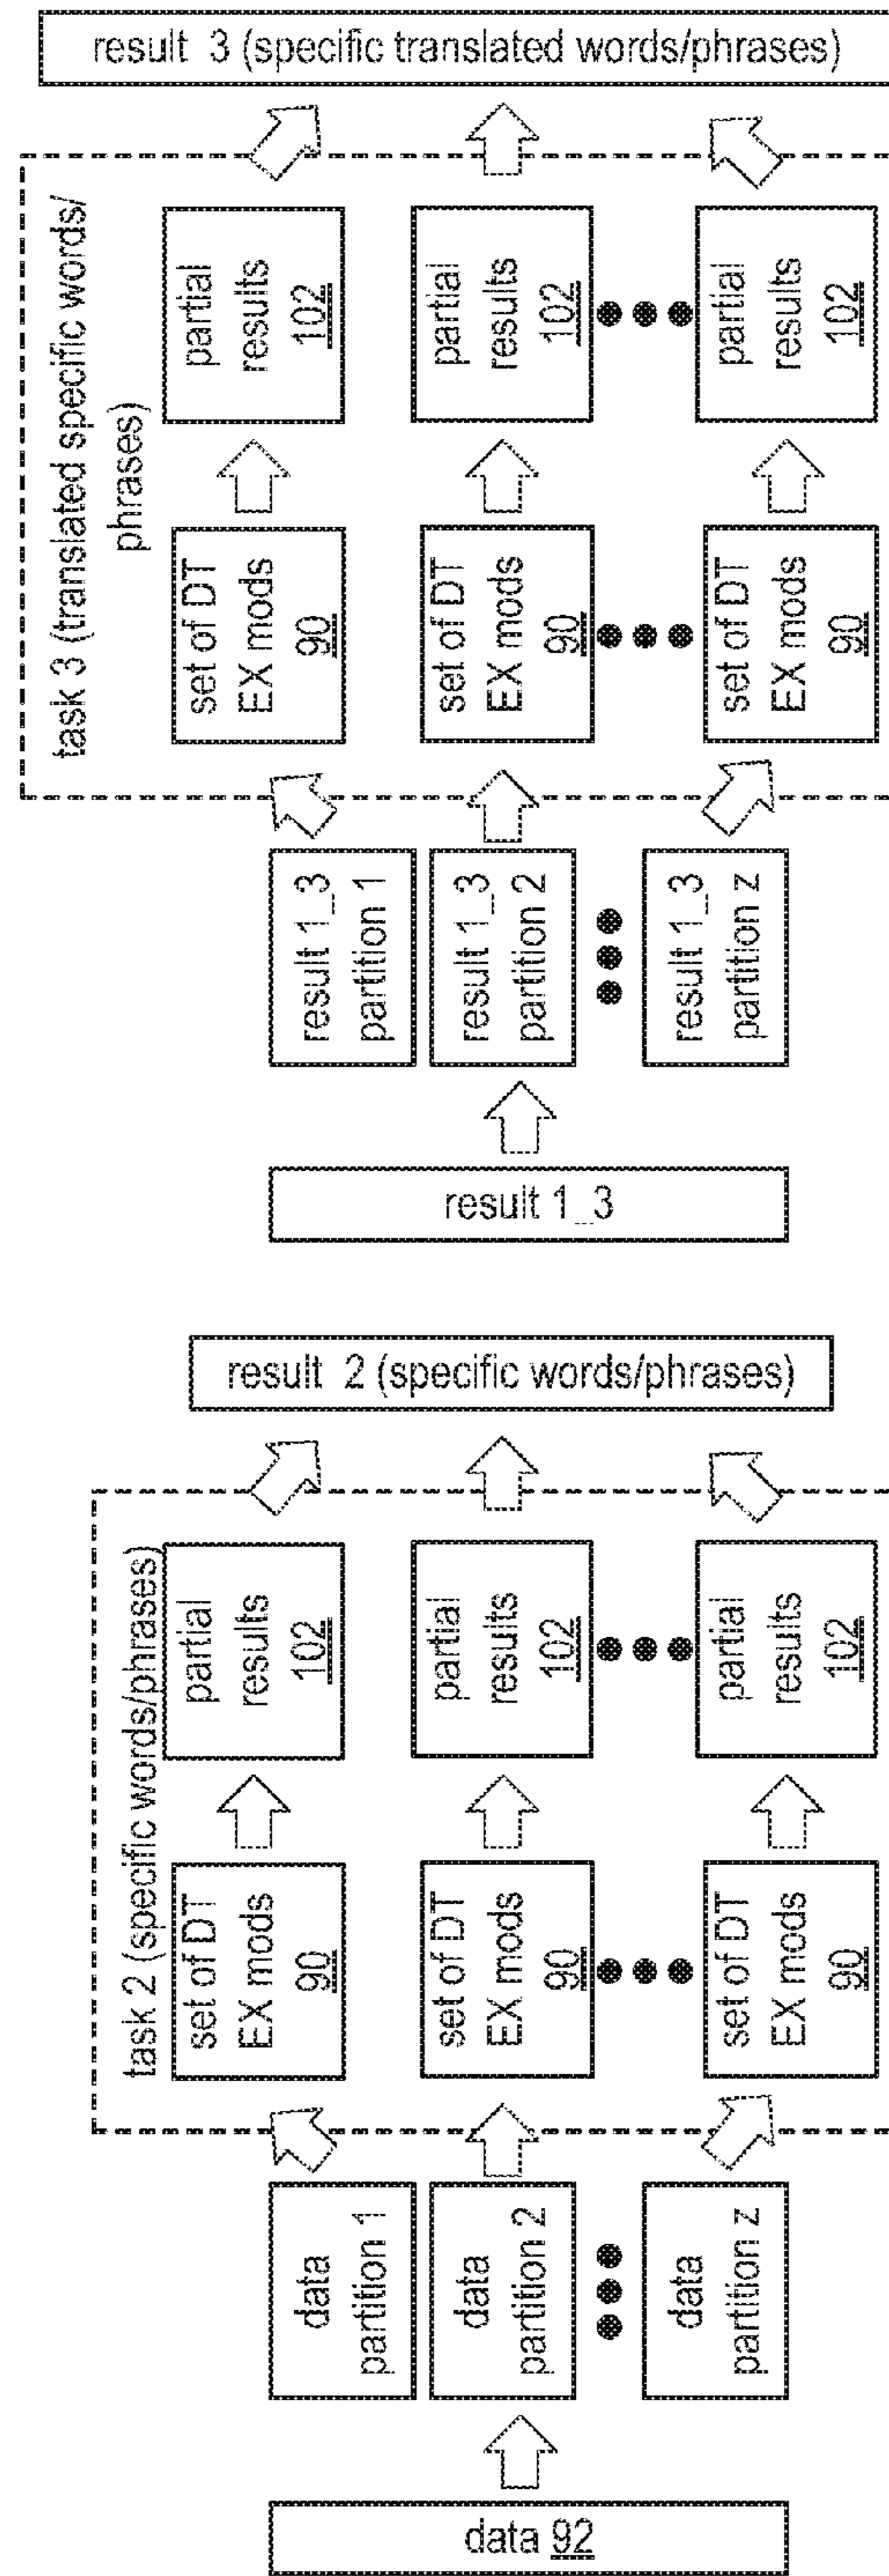 data 92
data
partition 1
data
partition 2
data
partition z
task 2 (specific words/phrases)
set of DT
EX mods
90
set of DT
EX mods
90
set of DT
EX mods
90
partial
results
102
partial
results
102
partial
results
102
result 2 (specific words/phrases)
result 1_3
result 1_3
partition 1
result 1_3
partition 2
result 1_3
partition z
task 3 (translated specific words/
phrases)
set of DT
EX mods
90
set of DT
EX mods
90
set of DT
EX mods
90
partial
results
102
partial
results
102
partial
results
102
result 3 (specific translated words/phrases)